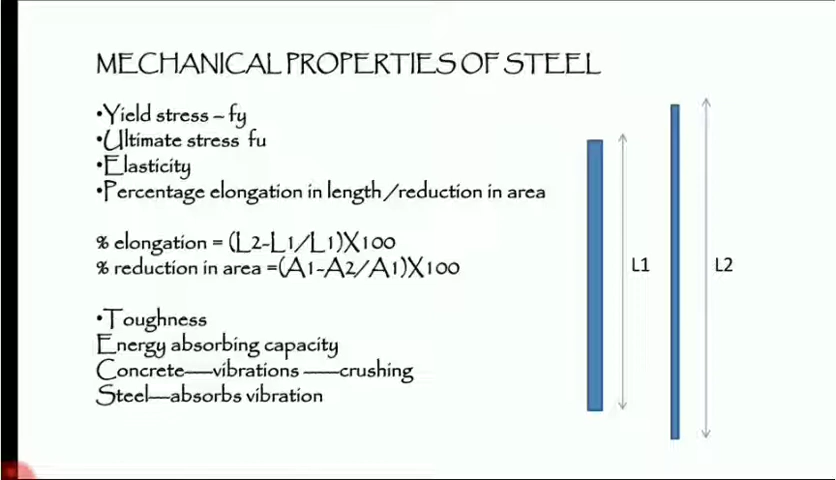 MECHANICAL PROPERTIES OF STEEL
•Yield stress – fy
•Ultimate stress fu
•Elasticity
•Percentage elongation in length/reduction in area
% elongation = (L2-L1/L1)X100
% reduction in area =(A1-A2/A1)X100
•Toughness
Energy absorbing capacity
Concrete—vibrations —crushing
Steel—absorbs vibration
L1
L2